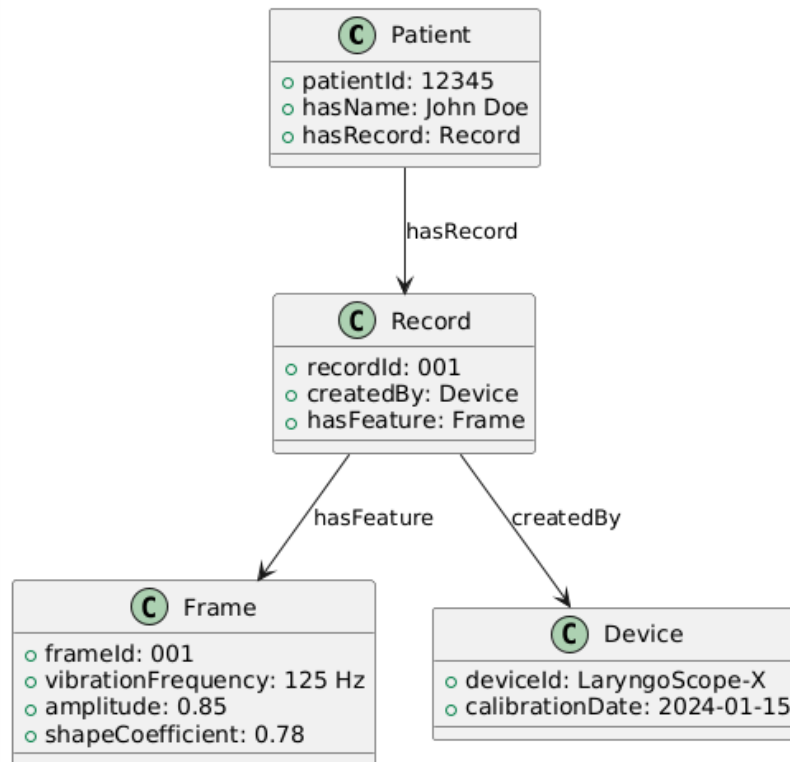 C Patient
patientId: 12345
hasName: John Doe
hasRecord: Record
hasRecord
C Record
recordId: 001
createdBy: Device
hasFeature: Frame
hasFeature
createdBy
C Frame
frameId: 001
vibrationFrequency: 125 Hz
amplitude: 0.85
shapeCoefficient: 0.78
C Device
deviceId: LaryngoScope-X
calibrationDate: 2024-01-15